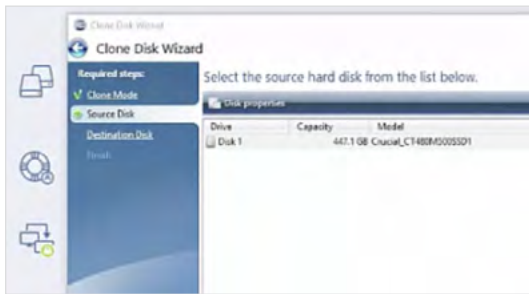 Clone Disk Wizard
Clone Disk Wizard
Required steps:
Clone Mode
Source Disk
Destination Disk
Finish
Select the source hard disk from the list below.
Disk properties
Drive Capacity Model
Disk 1 447.1 GB Crucial_CT480M500SSD1